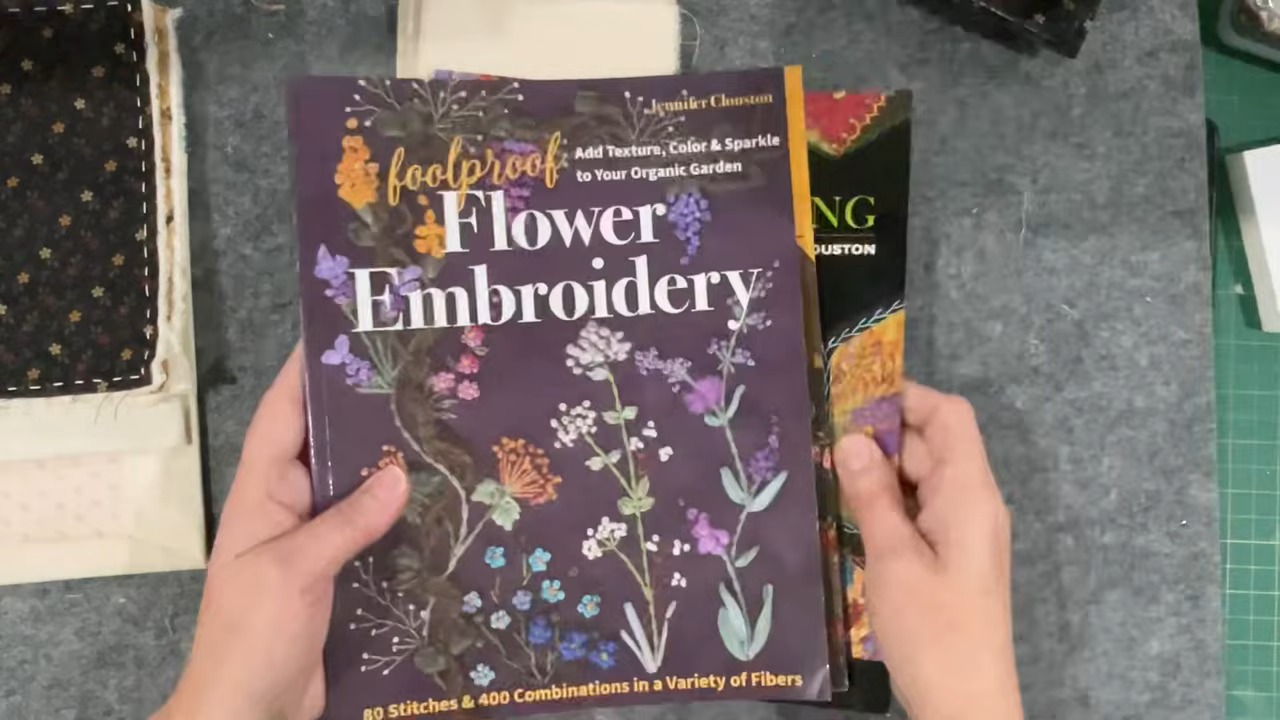 Jennifer Clouston
foolproof
Add Texture, Color & Sparkle
to Your Organic Garden
Flower
Embroidery
80 Stitches & 400 Combinations in a Variety of Fibers
NG
OUSTON